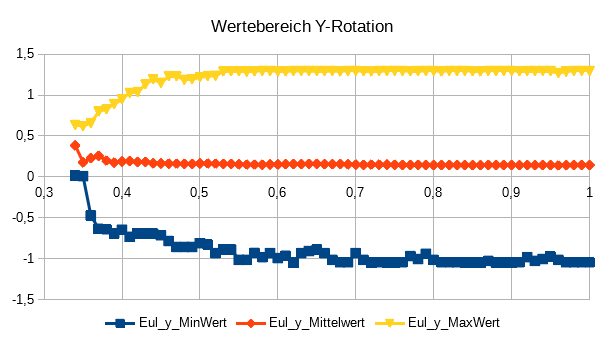 Wertebereich Y-Rotation
1,5
1
0,5
0
0,3 0,4 0,5 0,6 0,7 0,8 0,9 1
-0,5
-1
-1,5
Eul_y_MinWert Eul_y_Mittelwert Eul_y_MaxWert